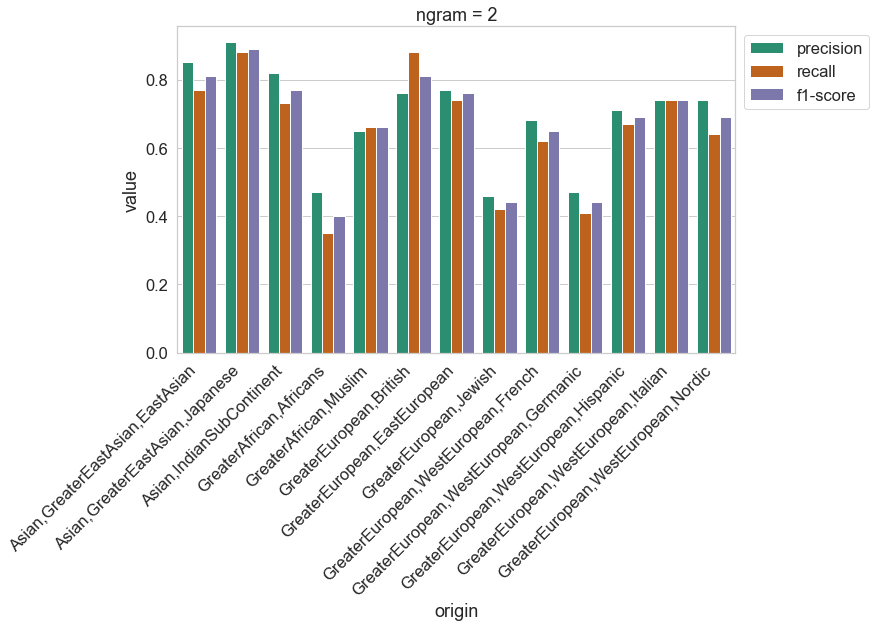 ngram = 2
precision
recall
f1-score
value
0.8
0.6
0.4
0.2
0.0
Asian,GreaterEastAsian,EastAsian
Asian,GreaterEastAsian,Japanese
Asian,IndianSubContinent
GreaterAfrican,Africans
GreaterAfrican,Muslim
GreaterEuropean,British
GreaterEuropean,EastEuropean
GreaterEuropean,Jewish
GreaterEuropean,WestEuropean,French
GreaterEuropean,WestEuropean,Germanic
GreaterEuropean,WestEuropean,Hispanic
GreaterEuropean,WestEuropean,Italian
GreaterEuropean,WestEuropean,Nordic
origin